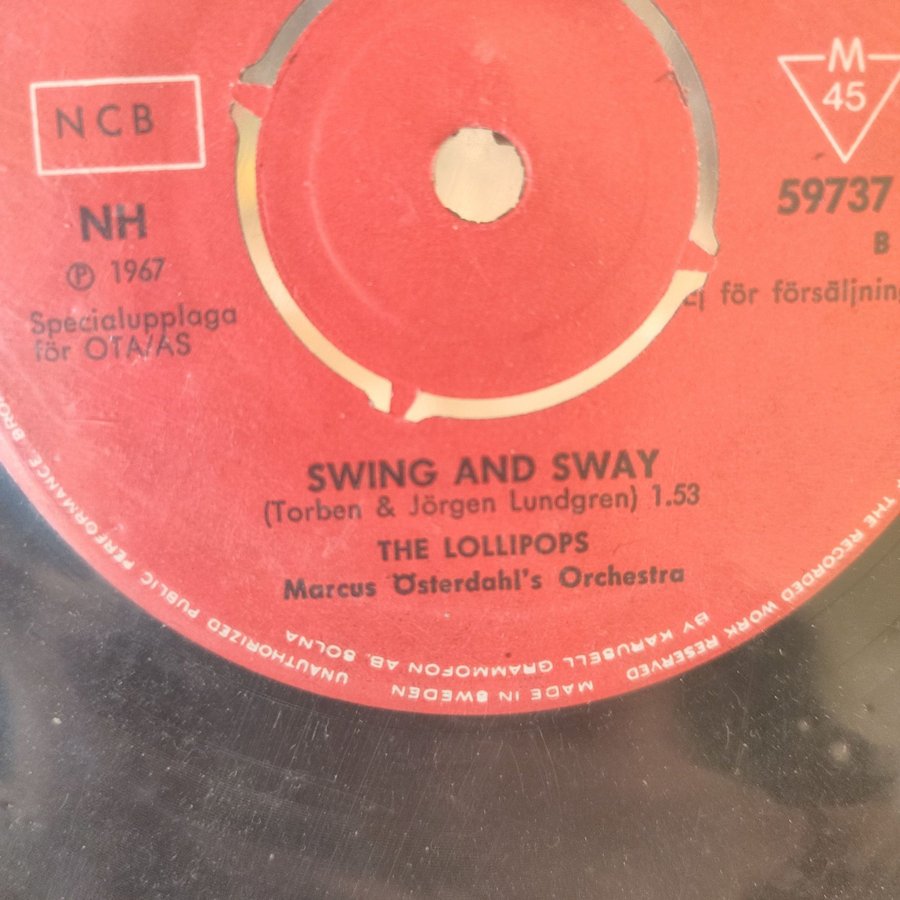 NCB
M
45
NH
59737
B
℗ 1967
Ej för försäljning
Specialupplaga
för OTA/AS
SWING AND SWAY
(Torben & Jörgen Lundgren) 1.53
THE LOLLIPOPS
Marcus Österdahl's Orchestra
THE RECORDED WORK RESERVED
BY KARUSELL GRAMMOFON AB, SOLNA
MADE IN SWEDEN
UNAUTHORIZED PUBLIC PERFORMANCE,